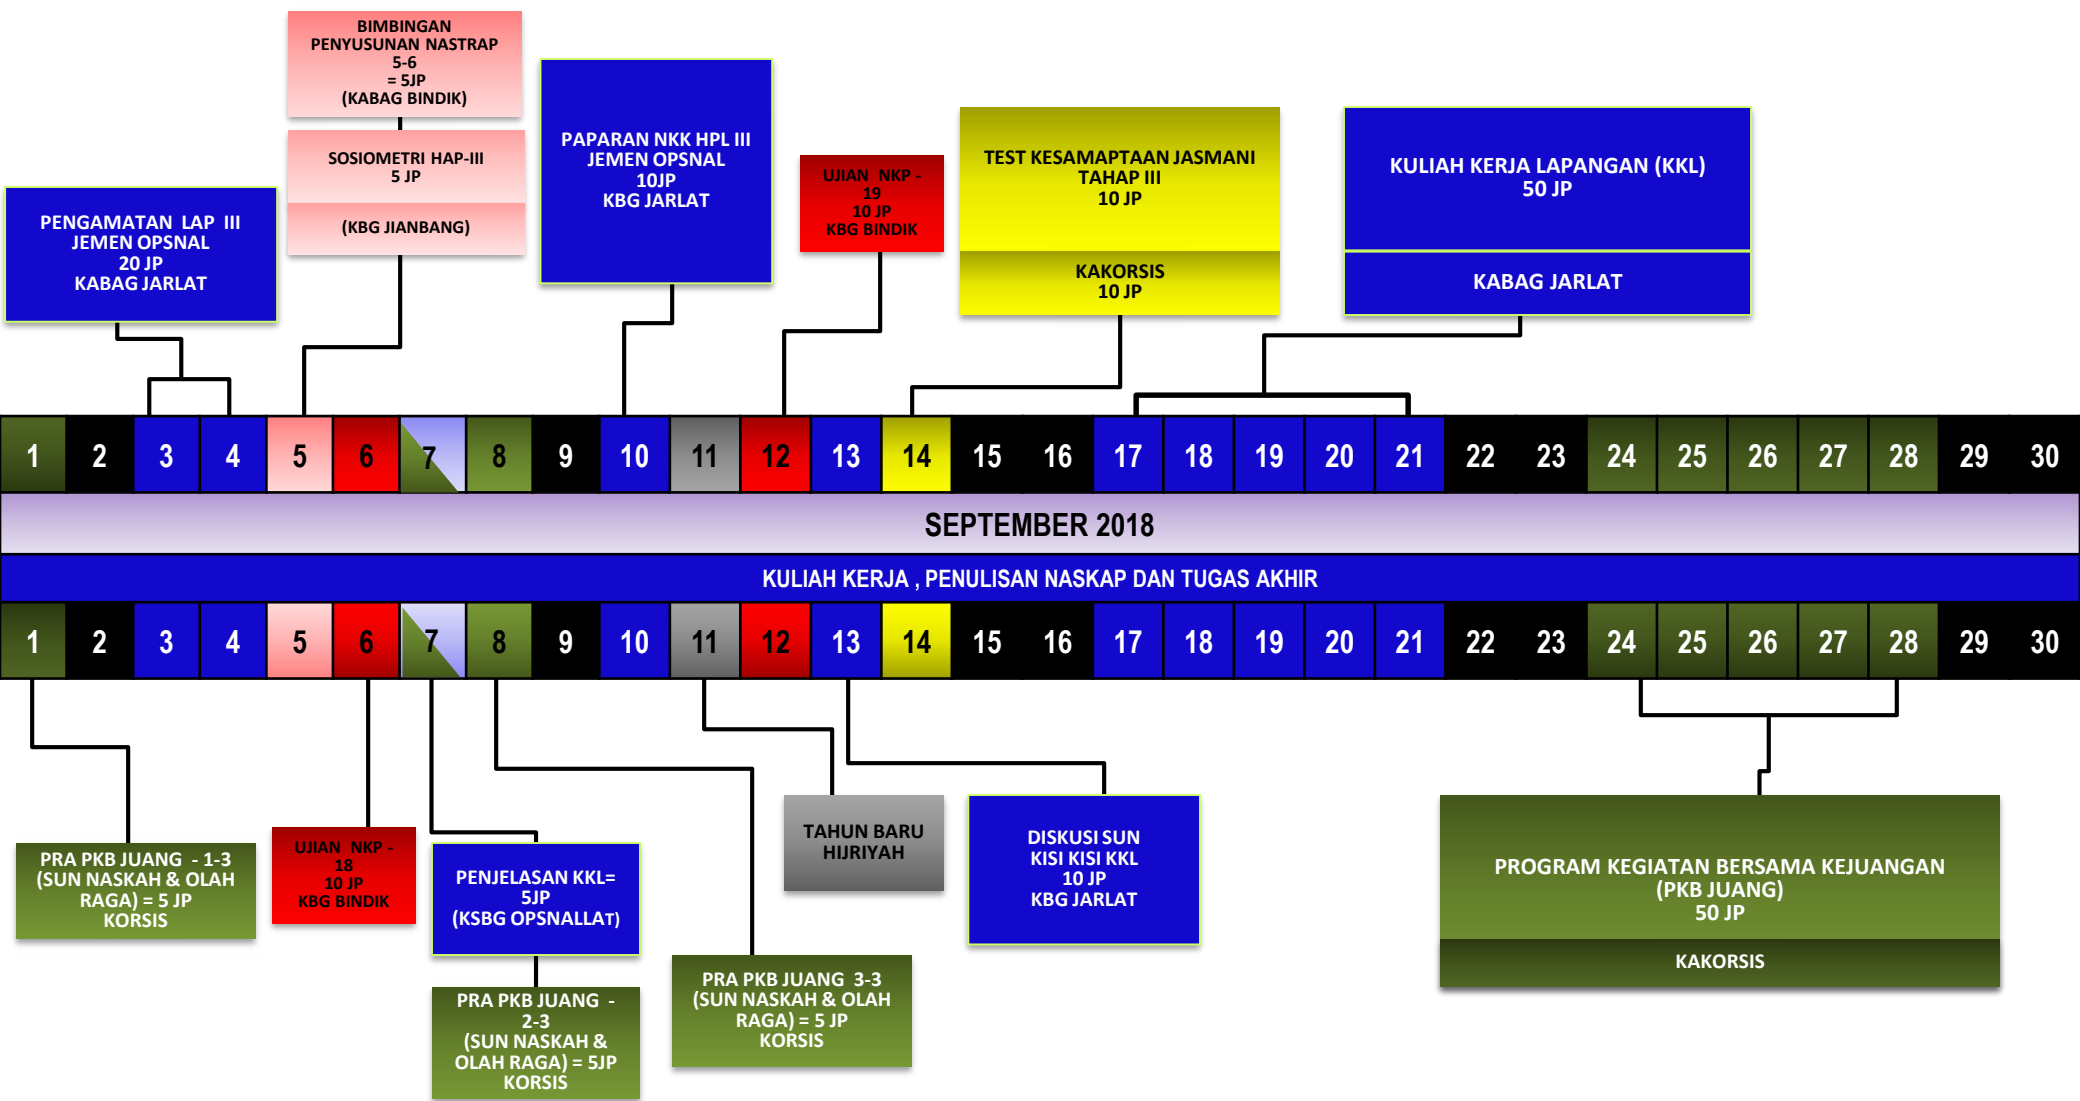 BIMBINGAN
PENYUSUNAN NASTRAP
5-6
= 5JP
(KABAG BINDIK)
SOSIOMETRI HAP-III
5 JP
(KBG JIANBANG)
PENGAMATAN LAP III
JEMEN OPSNAL
20 JP
KABAG JARLAT
PAPARAN NKK HPL III
JEMEN OPSNAL
10JP
KBG JARLAT
UJIAN NKP -
19
10 JP
KBG BINDIK
TEST KESAMAPTAAN JASMANI
TAHAP III
10 JP
KAKORSIS
10 JP
KULIAH KERJA LAPANGAN (KKL)
50 JP
KABAG JARLAT
1 2 3 4 5 6 7 8 9 10 11 12 13 14 15 16 17 18 19 20 21 22 23 24 25 26 27 28 29 30
SEPTEMBER 2018
KULIAH KERJA , PENULISAN NASKAP DAN TUGAS AKHIR
1 2 3 4 5 6 7 8 9 10 11 12 13 14 15 16 17 18 19 20 21 22 23 24 25 26 27 28 29 30
PRA PKB JUANG - 1-3
(SUN NASKAH & OLAH
RAGA) = 5 JP
KORSIS
UJIAN NKP -
18
10 JP
KBG BINDIK
PENJELASAN KKL=
5JP
(KSBG OPSNALLAT)
PRA PKB JUANG -
2-3
(SUN NASKAH &
OLAH RAGA) = 5JP
KORSIS
PRA PKB JUANG 3-3
(SUN NASKAH & OLAH
RAGA) = 5 JP
KORSIS
TAHUN BARU
HIJRIYAH
DISKUSI SUN
KISI KISI KKL
10 JP
KBG JARLAT
PROGRAM KEGIATAN BERSAMA KEJUANGAN
(PKB JUANG)
50 JP
KAKORSIS